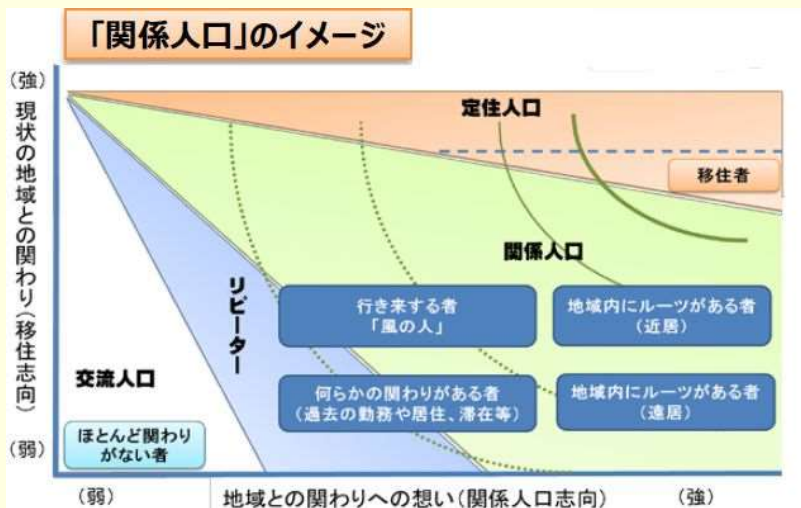 「関係人口」のイメージ
(強)
現状の地域との関わり(移住志向)
(弱)
定住人口
移住者
関係人口
リピーター
行き来する者
「風の人」
地域内にルーツがある者
(近居)
交流人口
何らかの関わりがある者
(過去の勤務や居住、滞在等)
地域内にルーツがある者
(遠居)
ほとんど関わり
がない者
(弱)
地域との関わりへの想い(関係人口志向)
(強)